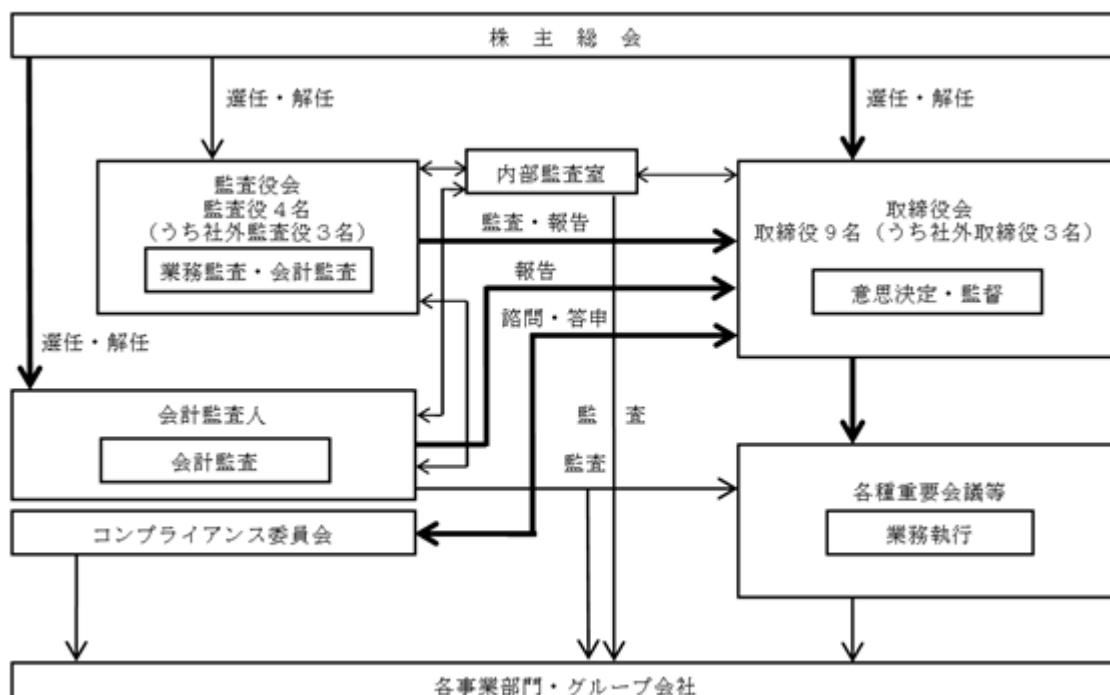 株主総会
選任・解任
選任・解任
監査役会
監査役４名
（うち社外監査役３名）
業務監査・会計監査
内部監査室
取締役会
取締役９名（うち社外取締役３名）
意思決定・監督
監査・報告
報告
諮問・答申
選任・解任
会計監査人
会計監査
監査
監査
各種重要会議等
業務執行
コンプライアンス委員会
各事業部門・グループ会社